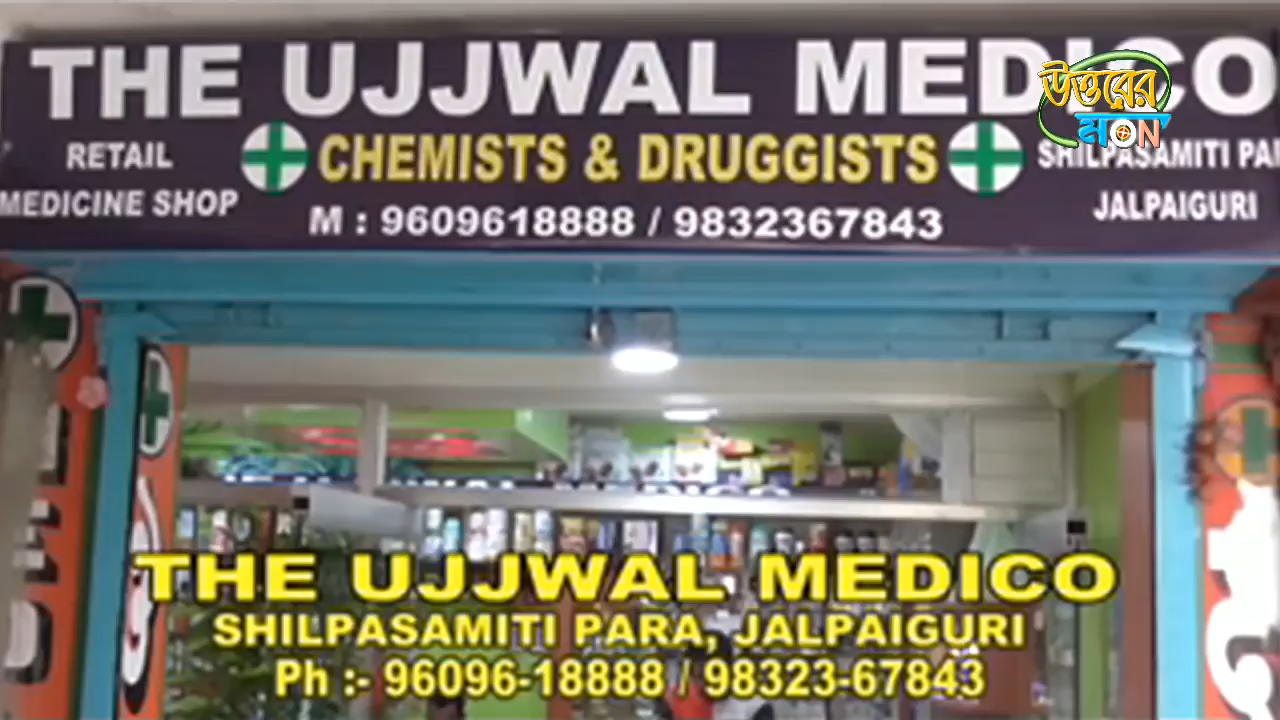 THE UJJWAL MEDICO
উত্তরের
মON
RETAIL
MEDICINE SHOP
CHEMISTS & DRUGGISTS
SHILPASAMITI PA
JALPAIGURI
M : 9609618888 / 9832367843
THE UJJWAL MEDICO
SHILPASAMITI PARA, JALPAIGURI
Ph :- 96096-18888 / 98323-67843